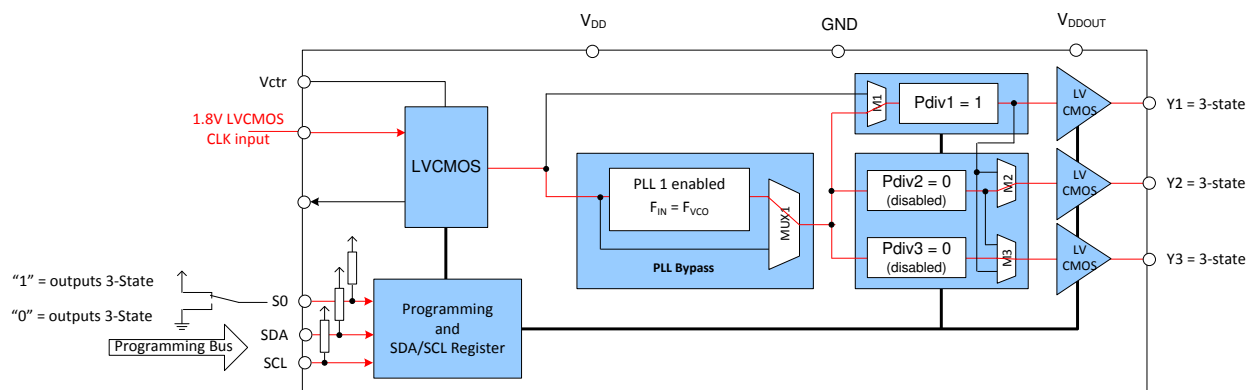 VDD
GND
VDDOUT
Vctr
1.8V LVCMOS
CLK input
LVCMOS
PLL 1 enabled
FIN = FVCO
MUX1
PLL Bypass
M1
Pdiv1 = 1
LV
CMOS
Y1 = 3-state
Pdiv2 = 0
(disabled)
M2
LV
CMOS
Y2 = 3-state
Pdiv3 = 0
(disabled)
M3
LV
CMOS
Y3 = 3-state
"1" = outputs 3-State
"0" = outputs 3-State
S0
SDA
SCL
Programming Bus
Programming
and
SDA/SCL Register